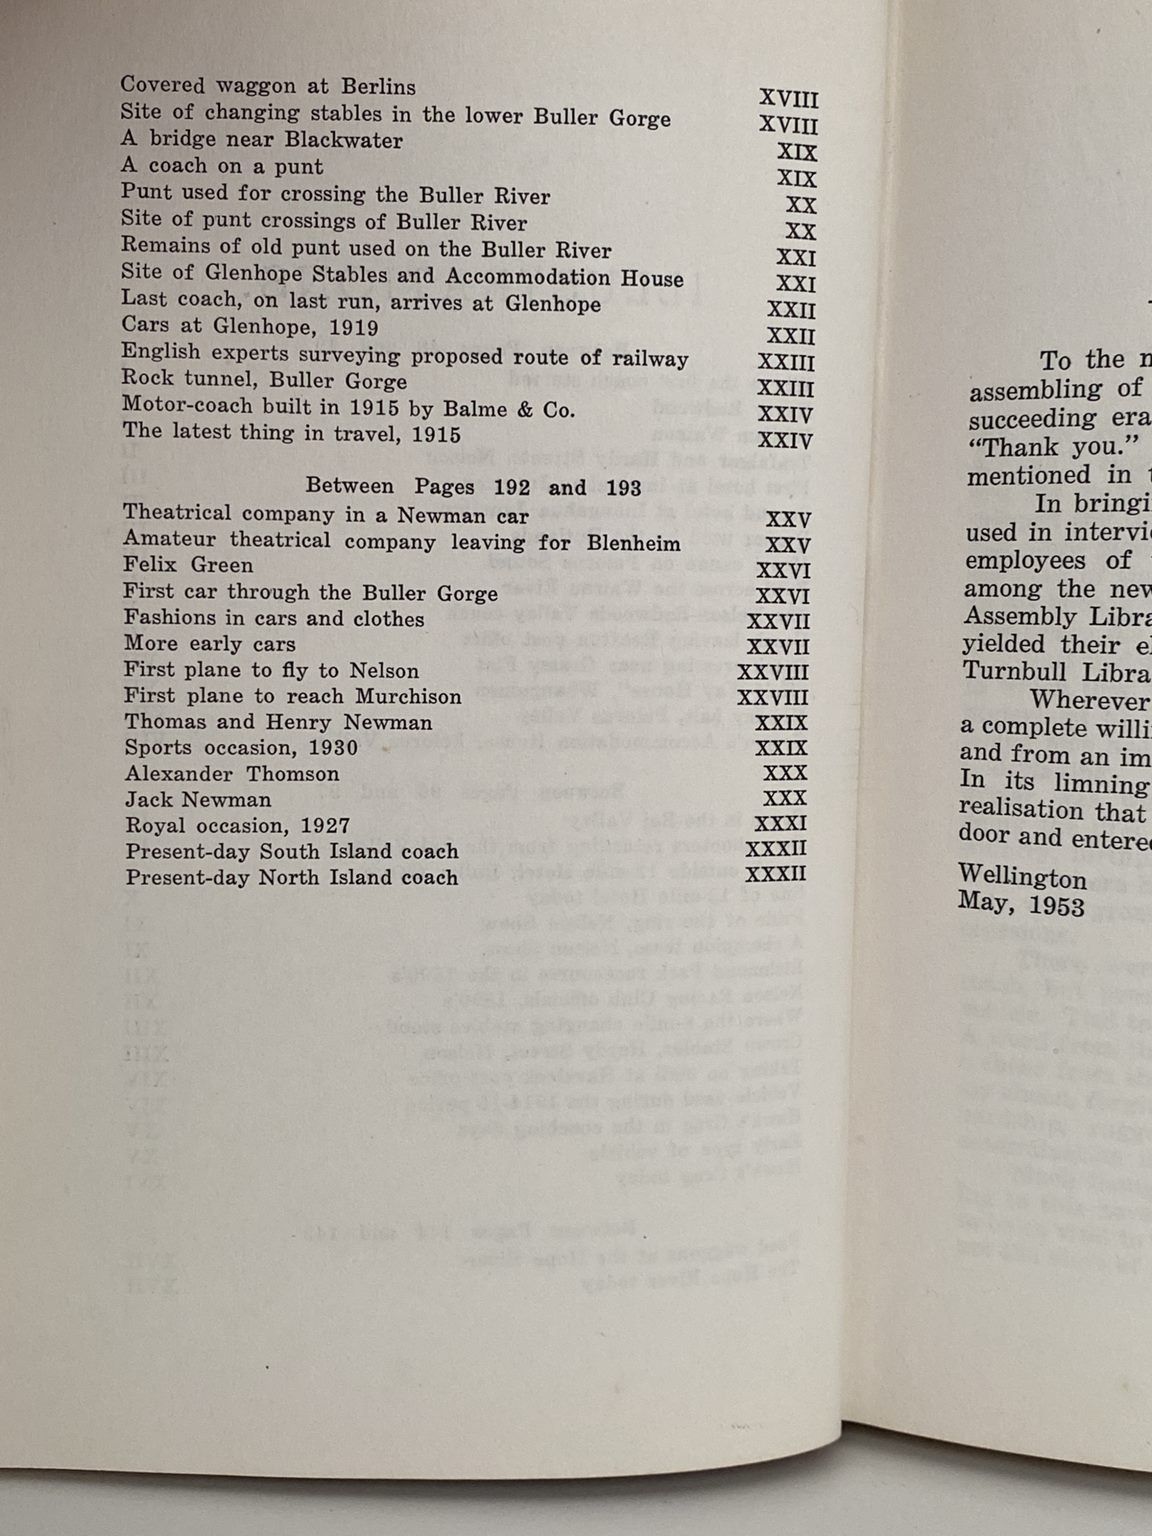 Covered waggon at Berlins XVIII
Site of changing stables in the lower Buller Gorge XVIII
A bridge near Blackwater XIX
A coach on a punt XIX
Punt used for crossing the Buller River XX
Site of punt crossings of Buller River XX
Remains of old punt used on the Buller River XXI
Site of Glenhope Stables and Accommodation House XXI
Last coach, on last run, arrives at Glenhope XXII
Cars at Glenhope, 1919 XXII
English experts surveying proposed route of railway XXIII
Rock tunnel, Buller Gorge XXIII
Motor-coach built in 1915 by Balme & Co. XXIV
The latest thing in travel, 1915 XXIV
Between Pages 192 and 193
Theatrical company in a Newman car XXV
Amateur theatrical company leaving for Blenheim XXV
Felix Green XXVI
First car through the Buller Gorge XXVI
Fashions in cars and clothes XXVII
More early cars XXVII
First plane to fly to Nelson XXVIII
First plane to reach Murchison XXVIII
Thomas and Henry Newman XXIX
Sports occasion, 1930 XXIX
Alexander Thomson XXX
Jack Newman XXX
Royal occasion, 1927 XXXI
Present-day South Island coach XXXII
Present-day North Island coach XXXII
To the
assembling of
succeeding era
"Thank you."
mentioned in
In
used in
employees of
among the
Assembly
yielded their
Turnbull
Wherever
a complete
and from an
In its limning
realisation that
door and
Wellington
May, 1953